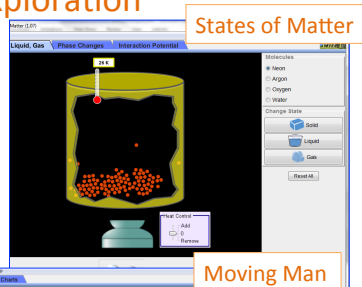 xploration
States of Matter
Matter (1.07)
Liquid, Gas
Phase Changes
Interaction Potential
26 K
Molecules
Neon
Argon
Oxygen
Water
Change State
Solid
Liquid
Gas
Reset All
Heat Control
Add
0
Remove
Moving Man
Charts